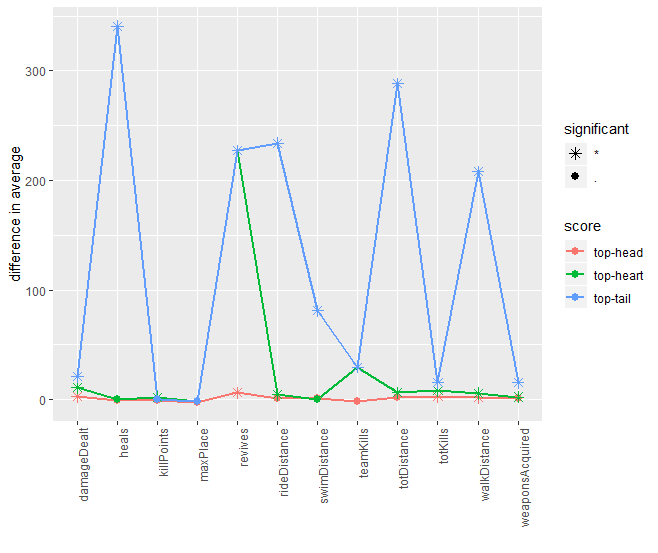 difference in average
300
200
100
0
damageDealt
heals
killPoints
maxPlace
revives
rideDistance
swimDistance
teamKills
totDistance
totKills
walkDistance
weaponsAcquired
significant
*
.
score
top-head
top-heart
top-tail